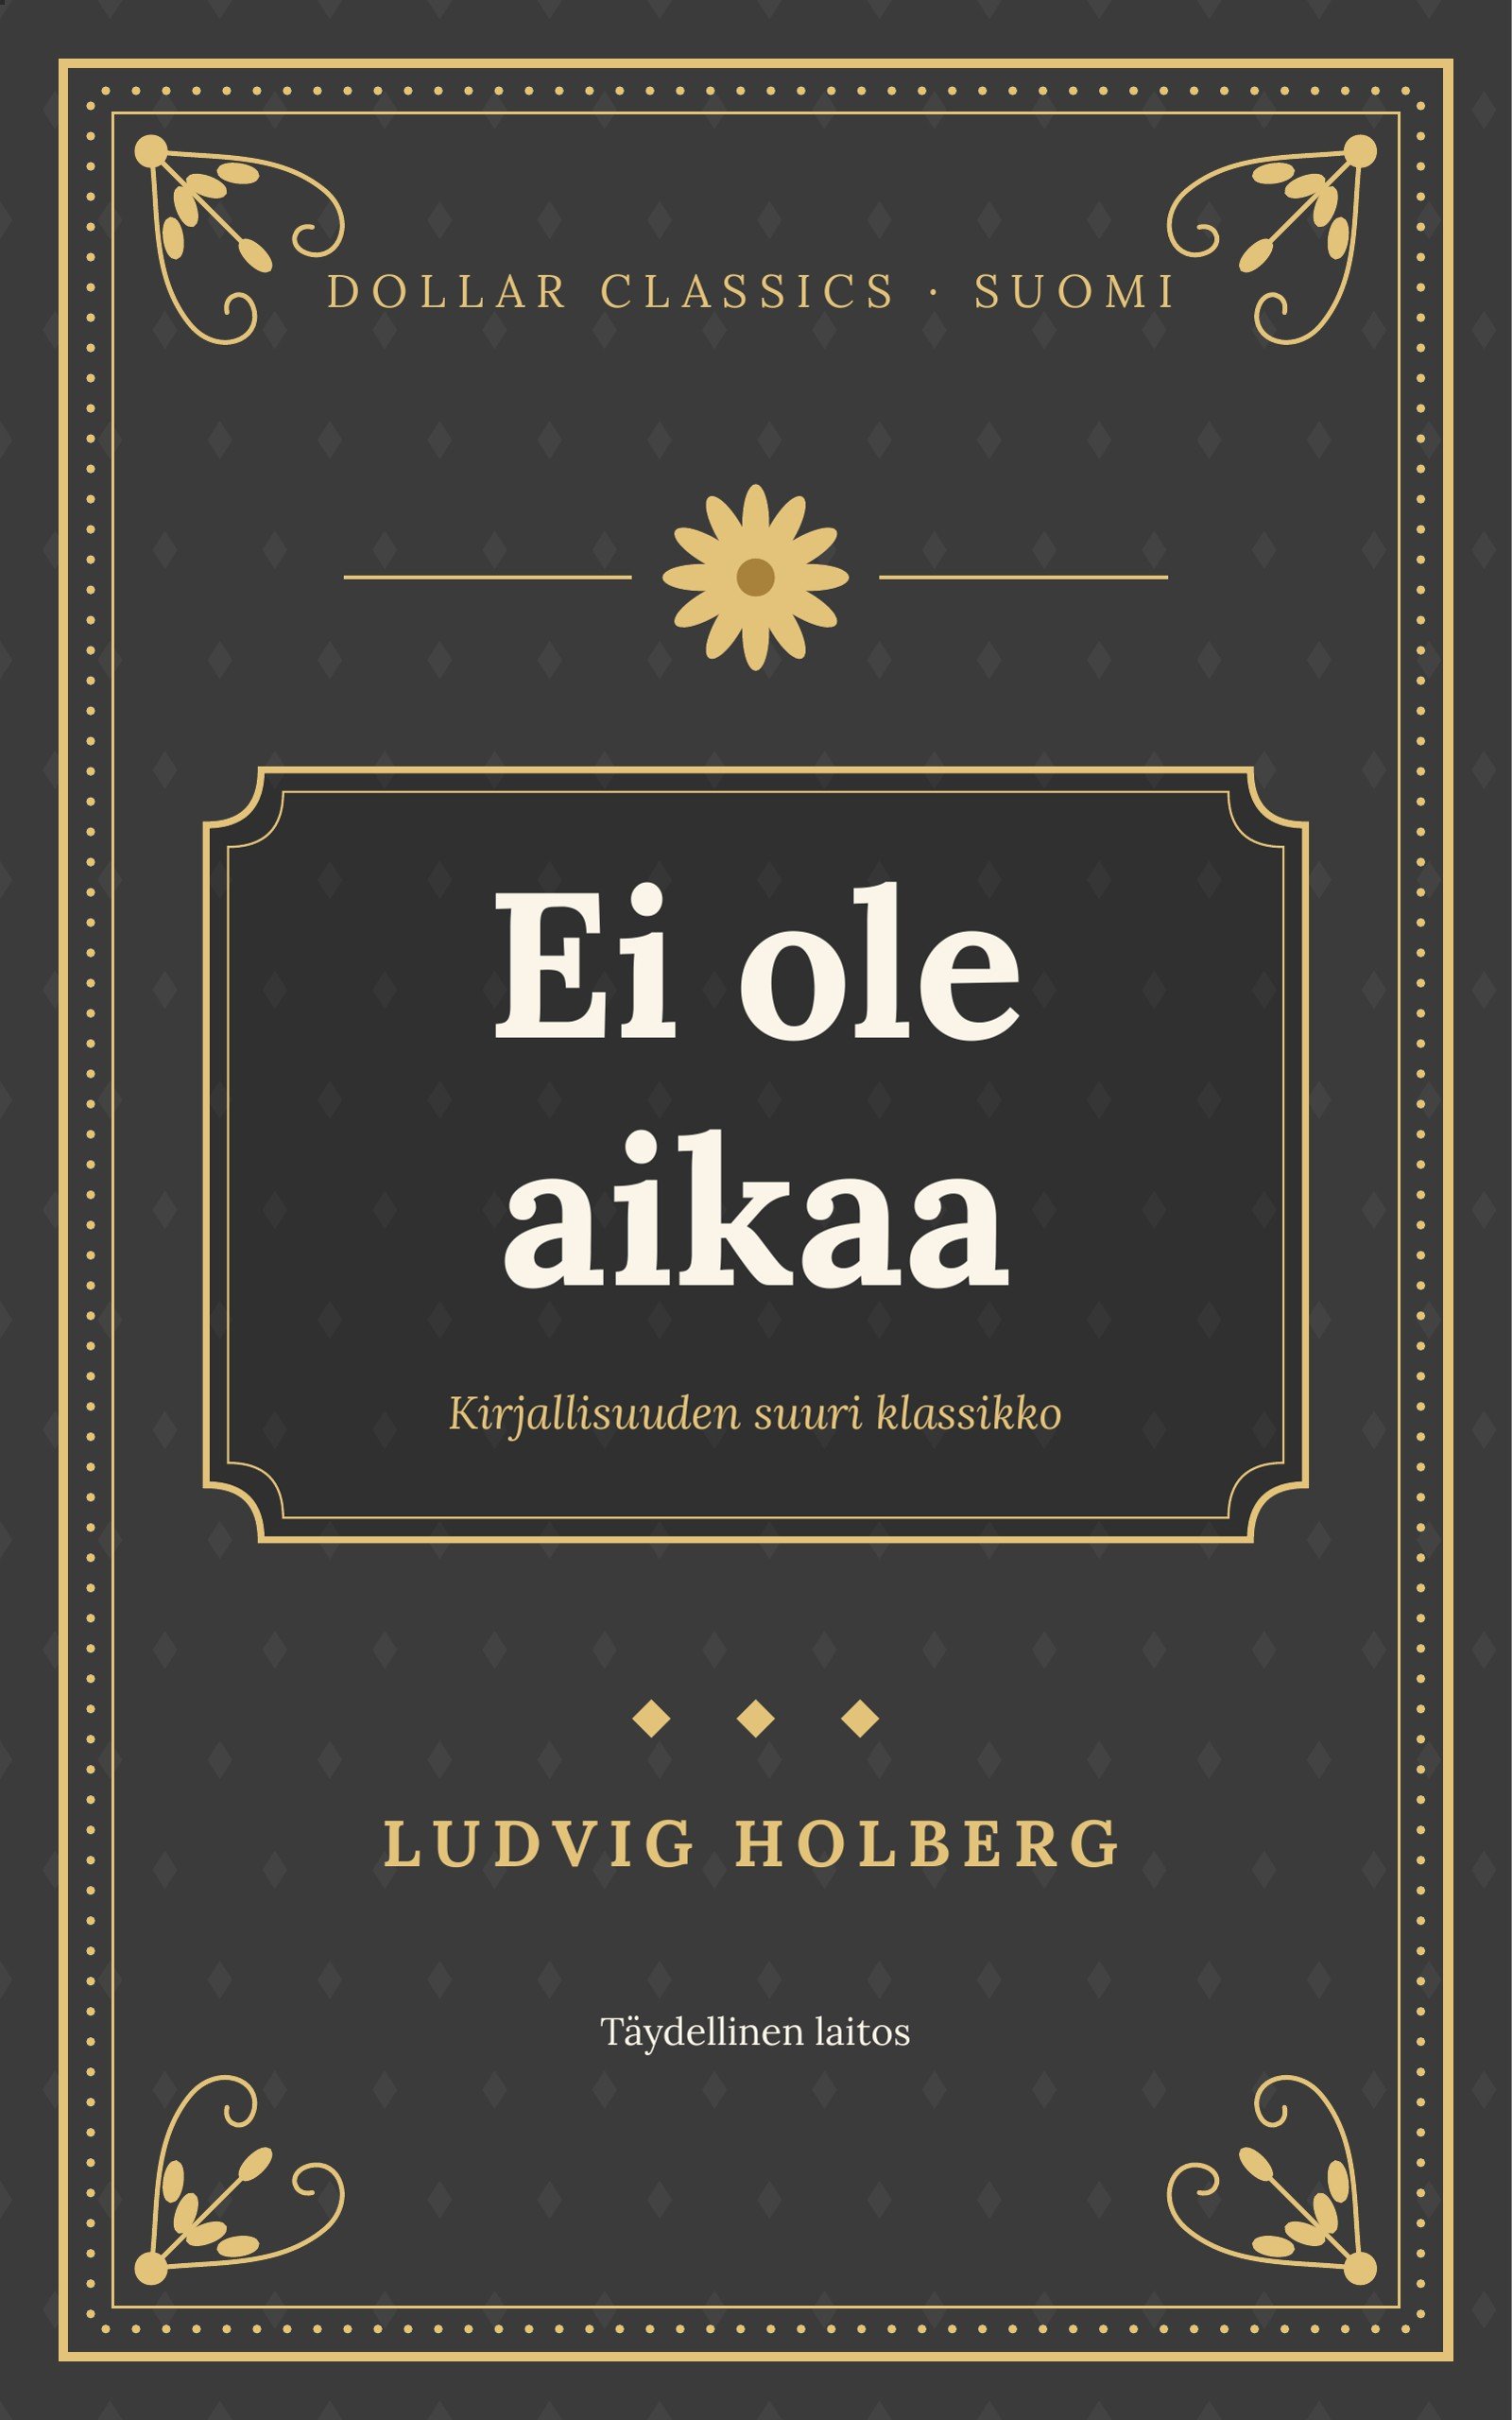 DOLLAR CLASSICS · SUOMI
Ei ole
aikaa
Kirjallisuuden suuri klassikko
LUDVIG HOLBERG
Täydellinen laitos